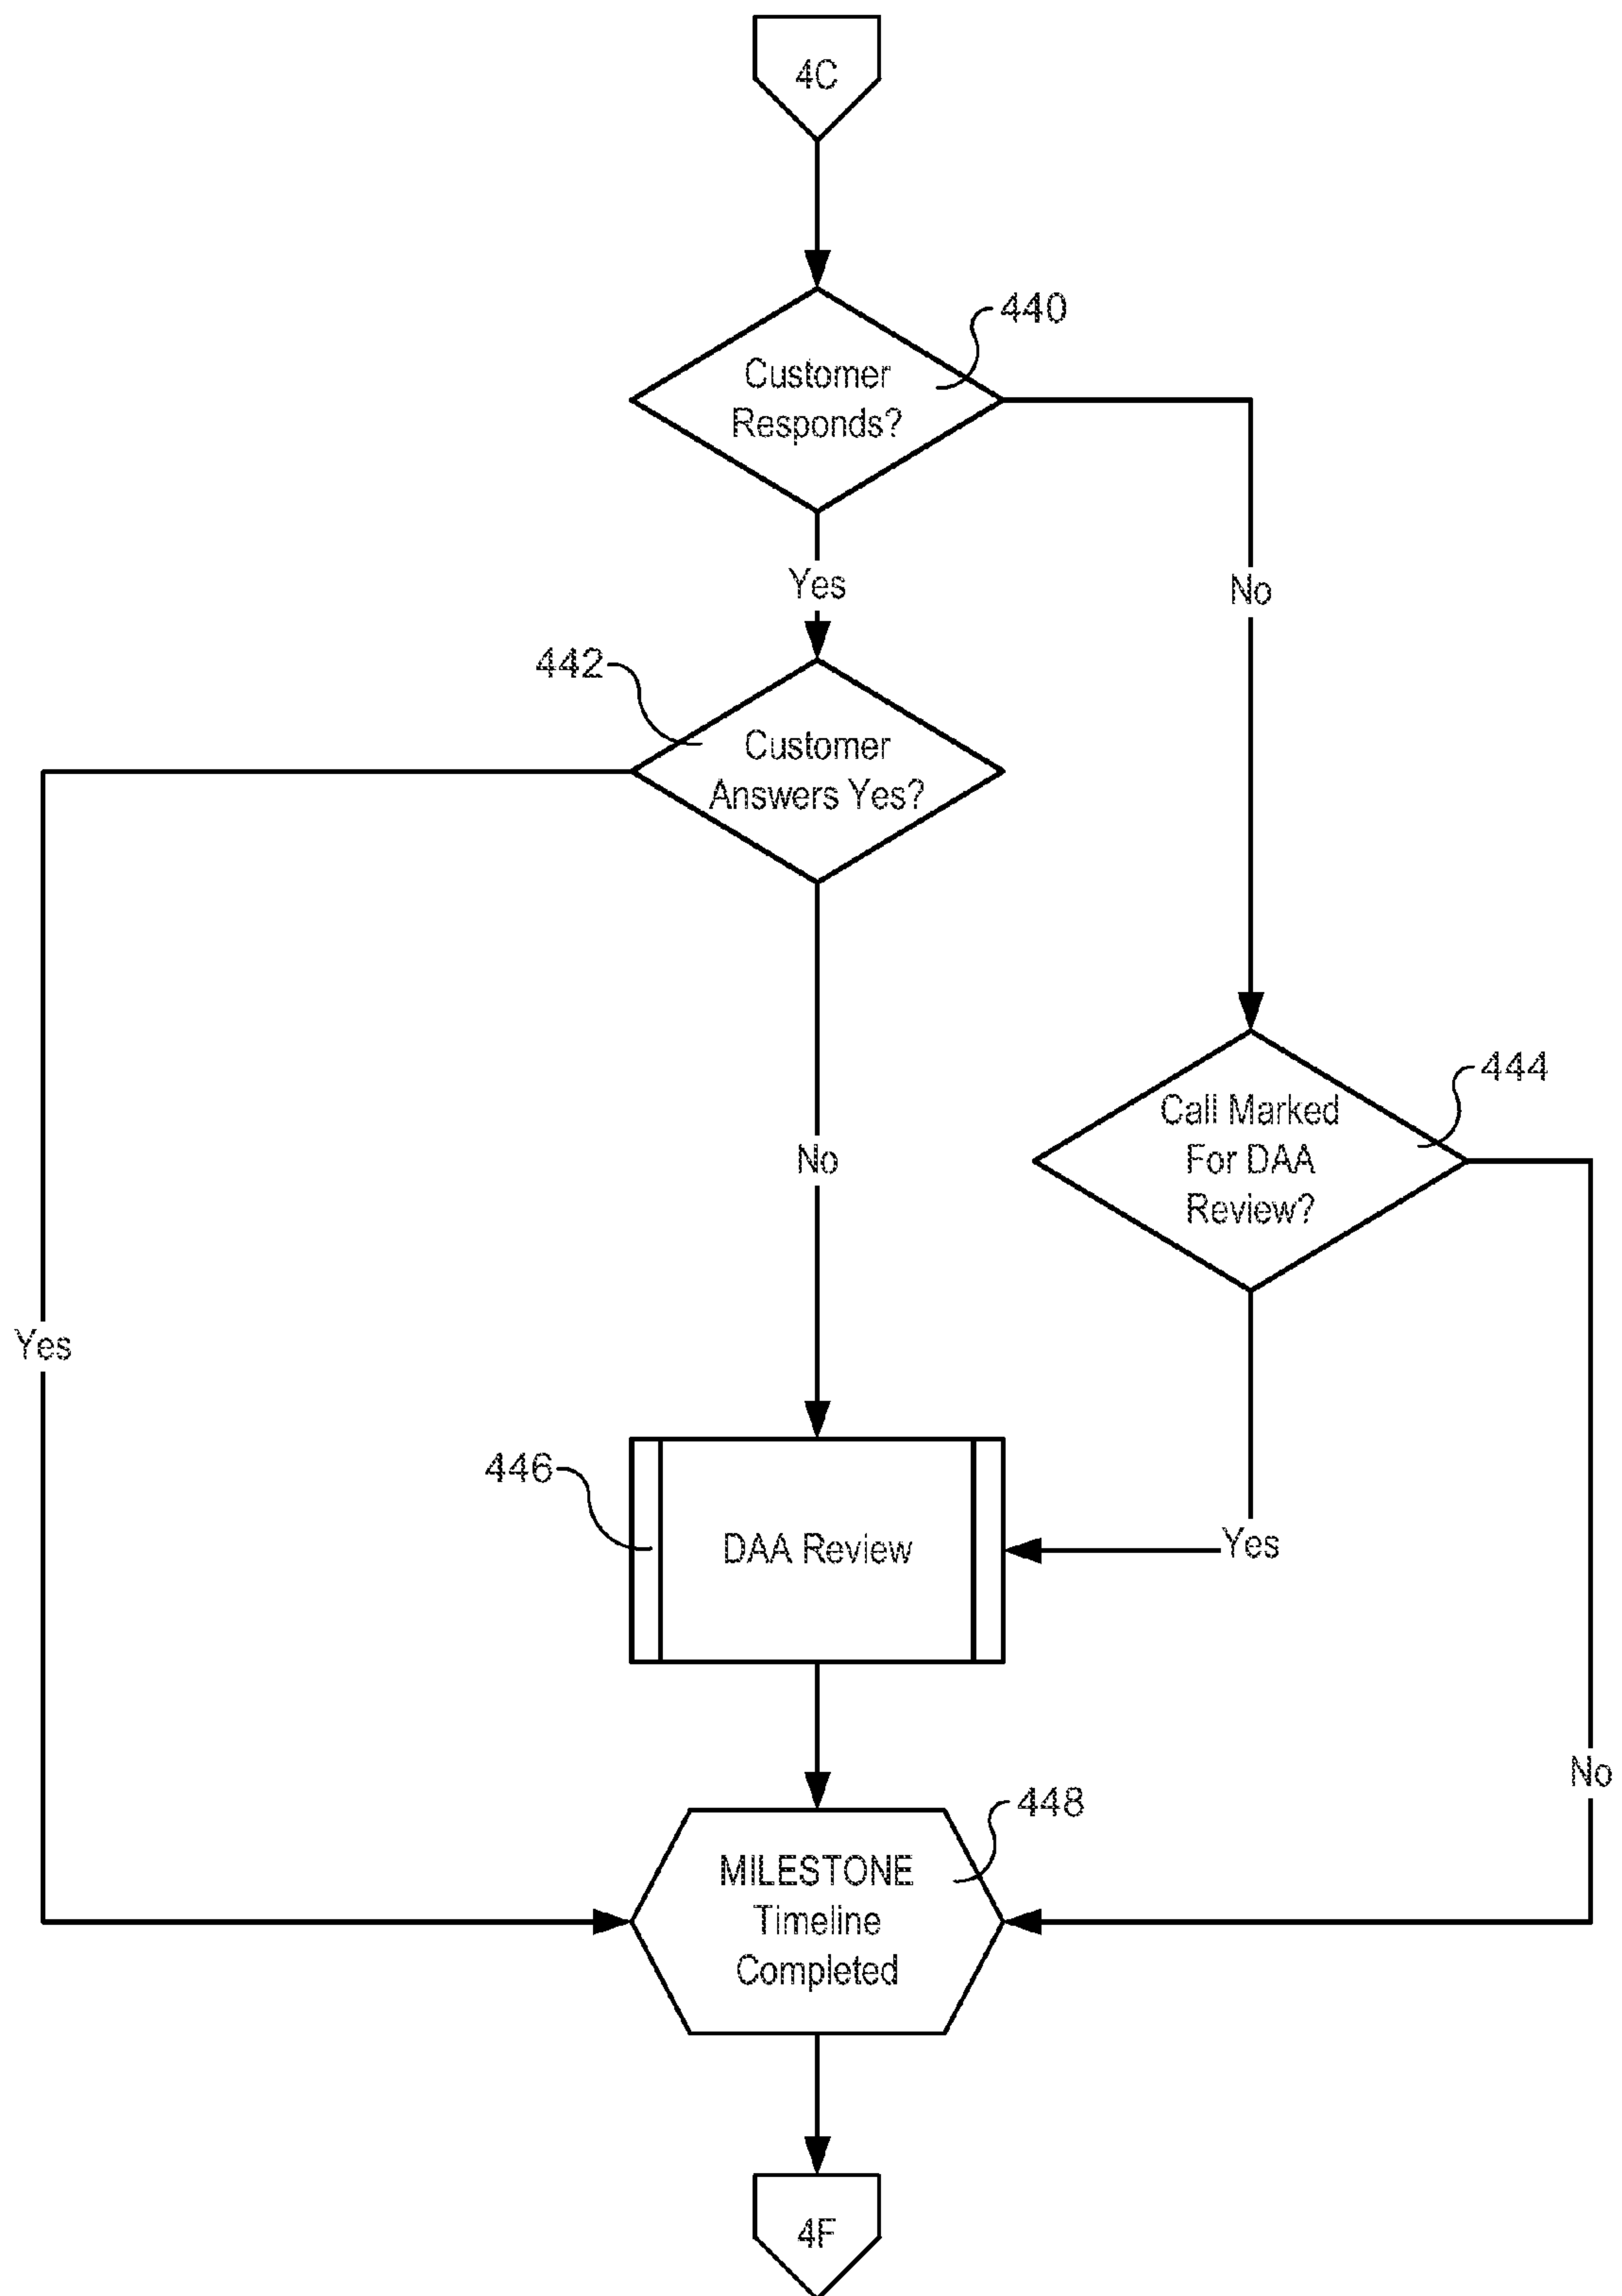 4C
440
Customer
Responds?
Yes
No
442
Customer
Answers Yes?
444
Call Marked
For DAA
Review?
No
Yes
446
DAA Review
Yes
No
448
MILESTONE
Timeline
Completed
4F